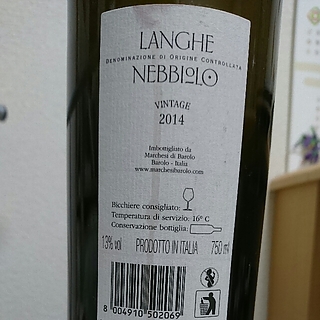 LANGHE
DENOMINAZIONE DI ORIGINE CONTROLLATA
NEBBIOLO
VINTAGE
2014
Imbottigliato da
Marchesi di Barolo
Barolo - Italia
www.marchesibarolo.com
Bicchiere consigliato:
Temperatura di servizio: 16° C
Conservazione bottiglia:
13% vol PRODOTTO IN ITALIA 750 ml
8 004910 502069